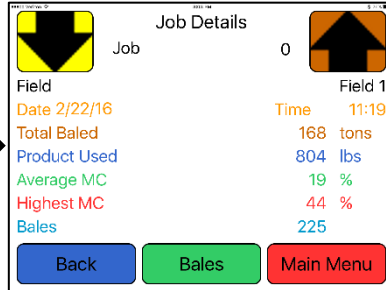 Job Details
Job 0
Field Field 1
Date 2/22/16 Time 11:19
Total Baled 168 tons
Product Used 804 lbs
Average MC 19 %
Highest MC 44 %
Bales 225
Back Bales Main Menu